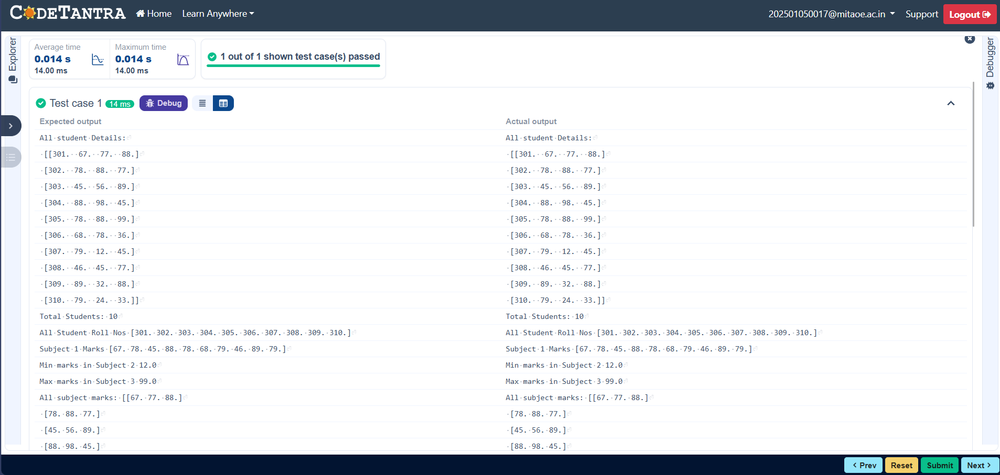 CODETANTRA Home Learn Anywhere 202501050017@mitaoe.ac.in Support Logout
Explorer
Debugger
Average time
0.014 s
14.00 ms
Maximum time
0.014 s
14.00 ms
1 out of 1 shown test case(s) passed
Test case 1 14 ms Debug
Expected output Actual output
All·student·Details:⏎ All·student·Details:⏎
·[[301.··67.··77.··88.]⏎ ·[[301.··67.··77.··88.]⏎
·[302.··78.··88.··77.]⏎ ·[302.··78.··88.··77.]⏎
·[303.··45.··56.··89.]⏎ ·[303.··45.··56.··89.]⏎
·[304.··88.··98.··45.]⏎ ·[304.··88.··98.··45.]⏎
·[305.··78.··88.··99.]⏎ ·[305.··78.··88.··99.]⏎
·[306.··68.··78.··36.]⏎ ·[306.··68.··78.··36.]⏎
·[307.··79.··12.··45.]⏎ ·[307.··79.··12.··45.]⏎
·[308.··46.··45.··77.]⏎ ·[308.··46.··45.··77.]⏎
·[309.··89.··32.··88.]⏎ ·[309.··89.··32.··88.]⏎
·[310.··79.··24.··33.]]⏎ ·[310.··79.··24.··33.]]⏎
Total·Students:·10⏎ Total·Students:·10⏎
All·Student·Roll·Nos·[301.·302.·303.·304.·305.·306.·307.·308.·309.·310.]⏎ All·Student·Roll·Nos·[301.·302.·303.·304.·305.·306.·307.·308.·309.·310.]⏎
Subject·1·Marks·[67.·78.·45.·88.·78.·68.·79.·46.·89.·79.]⏎ Subject·1·Marks·[67.·78.·45.·88.·78.·68.·79.·46.·89.·79.]⏎
Min·marks·in·Subject·2·12.0⏎ Min·marks·in·Subject·2·12.0⏎
Max·marks·in·Subject·3·99.0⏎ Max·marks·in·Subject·3·99.0⏎
All·subject·marks:·[[67.·77.·88.]⏎ All·subject·marks:·[[67.·77.·88.]⏎
·[78.·88.·77.]⏎ ·[78.·88.·77.]⏎
·[45.·56.·89.]⏎ ·[45.·56.·89.]⏎
·[88.·98.·45.]⏎ ·[88.·98.·45.]⏎
Prev Reset Submit Next